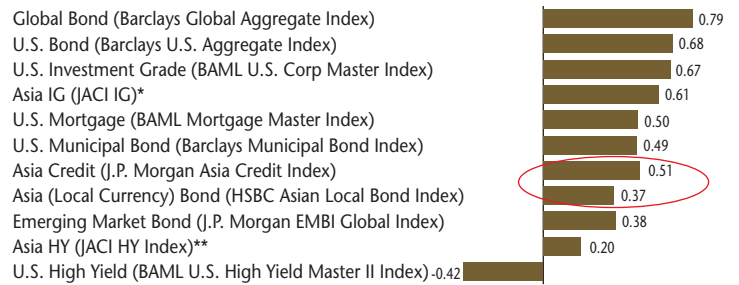 Global Bond (Barclays Global Aggregate Index) 0.79
U.S. Bond (Barclays U.S. Aggregate Index) 0.68
U.S. Investment Grade (BAML U.S. Corp Master Index) 0.67
Asia IG (JACI IG)* 0.61
U.S. Mortgage (BAML Mortgage Master Index) 0.50
U.S. Municipal Bond (Barclays Municipal Bond Index) 0.49
Asia Credit (J.P. Morgan Asia Credit Index) 0.51
Asia (Local Currency) Bond (HSBC Asian Local Bond Index) 0.37
Emerging Market Bond (J.P. Morgan EMBI Global Index) 0.38
Asia HY (JACI HY Index)** 0.20
U.S. High Yield (BAML U.S. High Yield Master II Index) -0.42